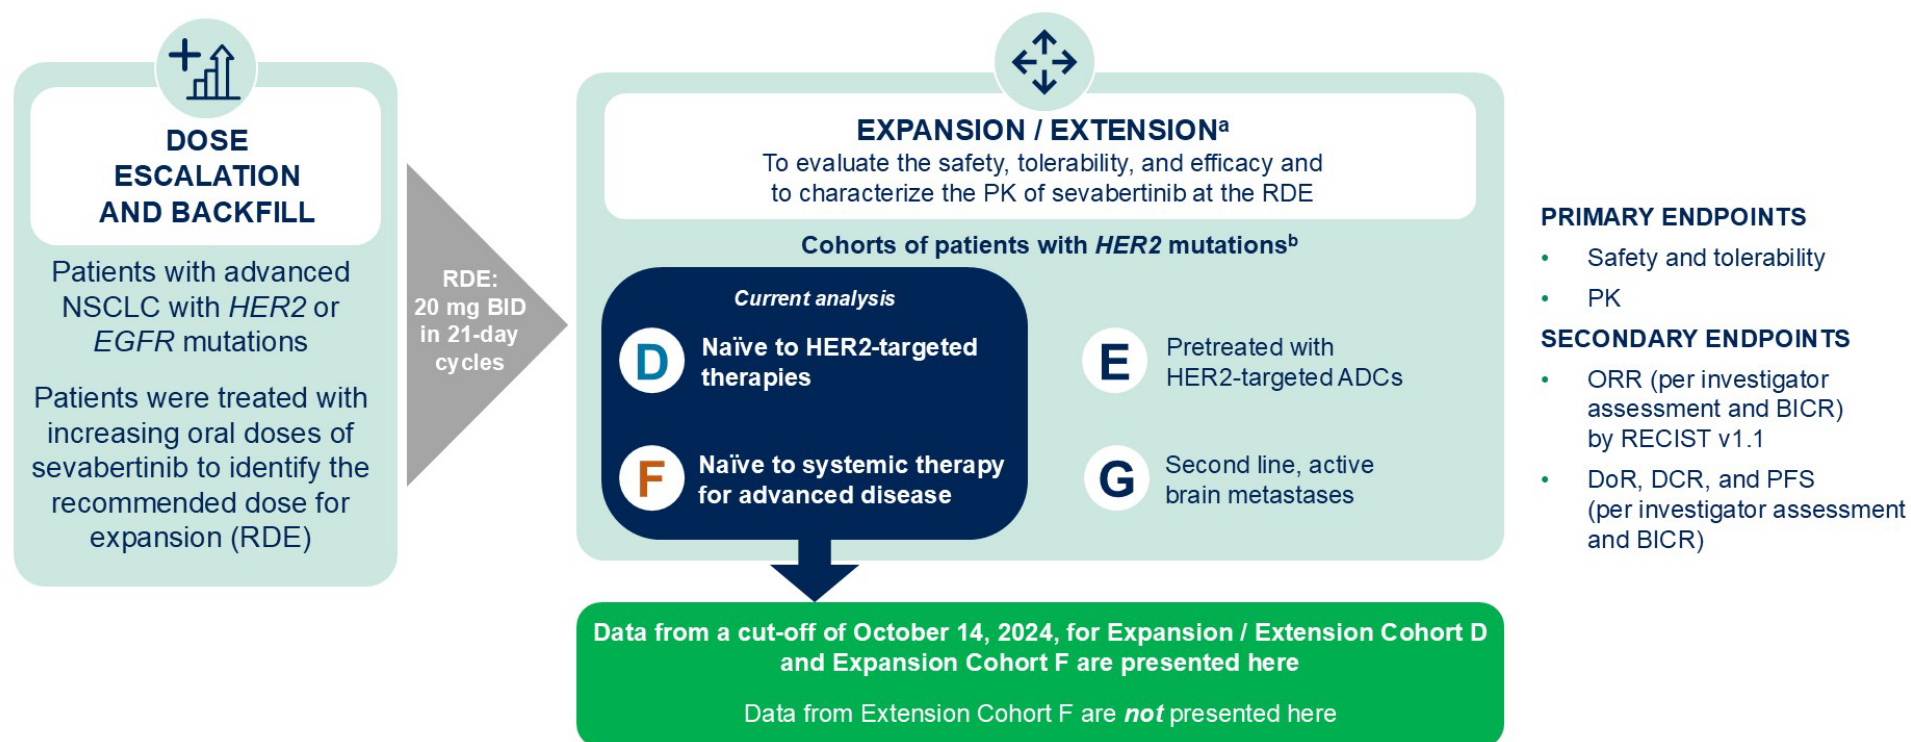 DOSE
ESCALATION
AND BACKFILL
Patients with advanced
NSCLC with HER2 or
EGFR mutations
Patients were treated with
increasing oral doses of
sevabertinib to identify the
recommended dose for
expansion (RDE)
RDE:
20 mg BID
in 21-day
cycles
EXPANSION / EXTENSIONᵃ
To evaluate the safety, tolerability, and efficacy and
to characterize the PK of sevabertinib at the RDE
Cohorts of patients with HER2 mutationsᵇ
Current analysis
D
Naïve to HER2-targeted
therapies
F
Naïve to systemic therapy
for advanced disease
E
Pretreated with
HER2-targeted ADCs
G
Second line, active
brain metastases
Data from a cut-off of October 14, 2024, for Expansion / Extension Cohort D
and Expansion Cohort F are presented here
Data from Extension Cohort F are not presented here
PRIMARY ENDPOINTS
• Safety and tolerability
• PK
SECONDARY ENDPOINTS
• ORR (per investigator
assessment and BICR)
by RECIST v1.1
• DoR, DCR, and PFS
(per investigator assessment
and BICR)